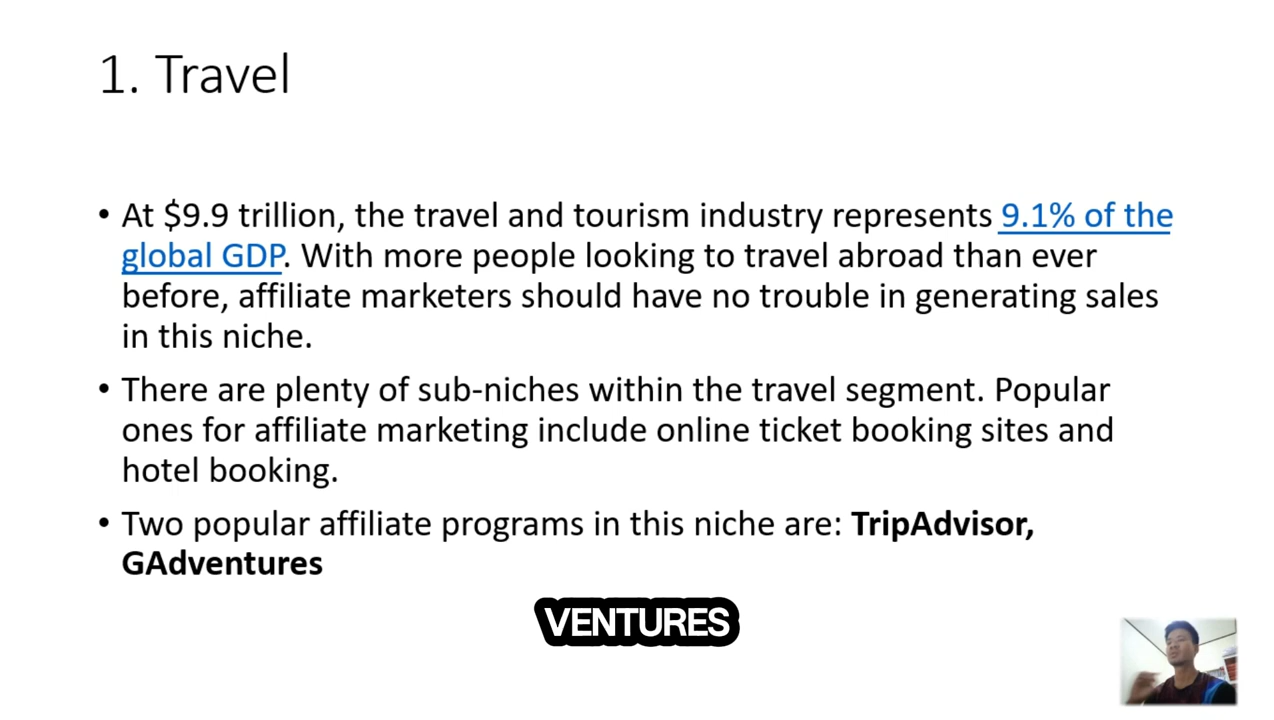 1. Travel
• At $9.9 trillion, the travel and tourism industry represents 9.1% of the
global GDP. With more people looking to travel abroad than ever
before, affiliate marketers should have no trouble in generating sales
in this niche.
• There are plenty of sub-niches within the travel segment. Popular
ones for affiliate marketing include online ticket booking sites and
hotel booking.
• Two popular affiliate programs in this niche are: TripAdvisor,
GAdventures
VENTURES